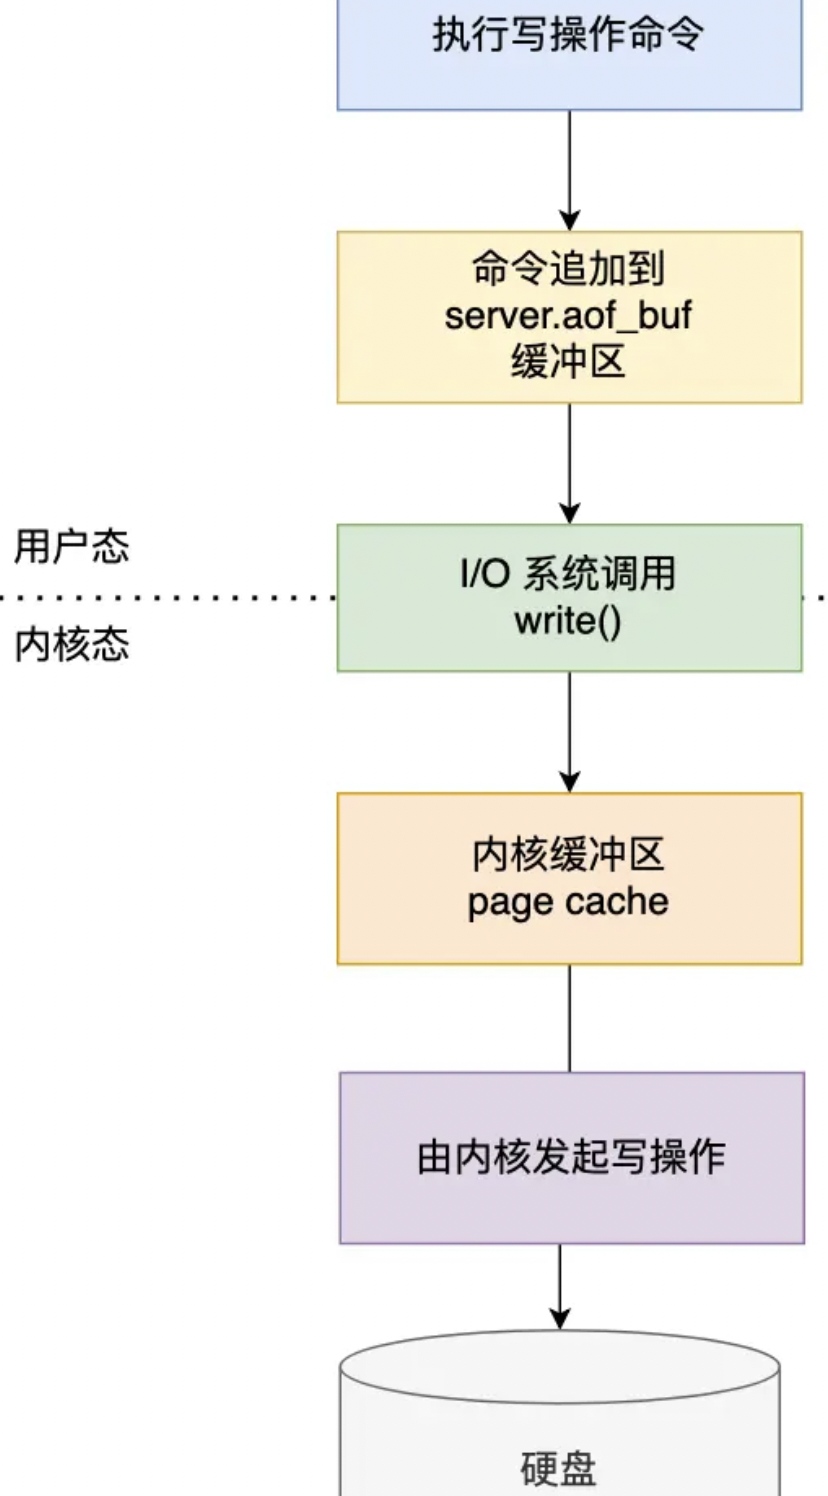 执行写操作命令
命令追加到
server.aof_buf
缓冲区
用户态
I/O 系统调用
write()
内核态
内核缓冲区
page cache
由内核发起写操作
硬盘